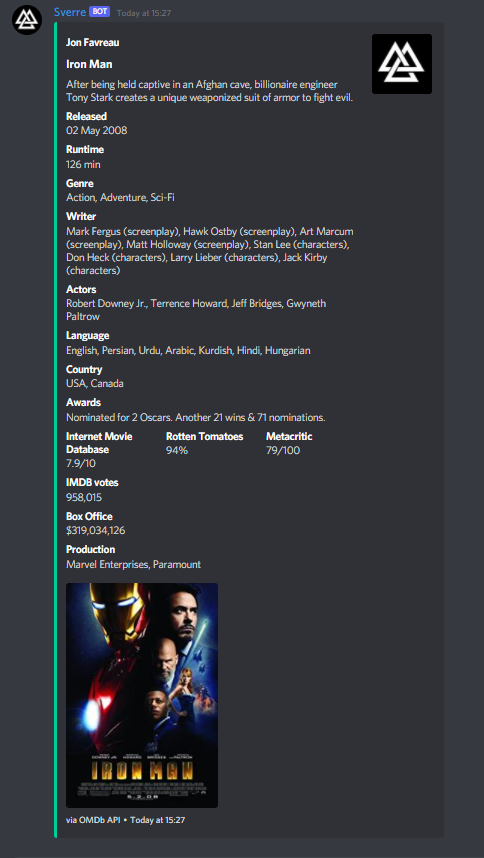 Sverre BOT Today at 15:27
Jon Favreau
Iron Man
After being held captive in an Afghan cave, billionaire engineer
Tony Stark creates a unique weaponized suit of armor to fight evil.
Released
02 May 2008
Runtime
126 min
Genre
Action, Adventure, Sci-Fi
Writer
Mark Fergus (screenplay), Hawk Ostby (screenplay), Art Marcum
(screenplay), Matt Holloway (screenplay), Stan Lee (characters),
Don Heck (characters), Larry Lieber (characters), Jack Kirby
(characters)
Actors
Robert Downey Jr., Terrence Howard, Jeff Bridges, Gwyneth
Paltrow
Language
English, Persian, Urdu, Arabic, Kurdish, Hindi, Hungarian
Country
USA, Canada
Awards
Nominated for 2 Oscars. Another 21 wins & 71 nominations.
Internet Movie
Database
7.9/10
Rotten Tomatoes
94%
Metacritic
79/100
IMDB votes
958,015
Box Office
$319,034,126
Production
Marvel Enterprises, Paramount
IRON MAN
5.2.08
via OMDb API • Today at 15:27